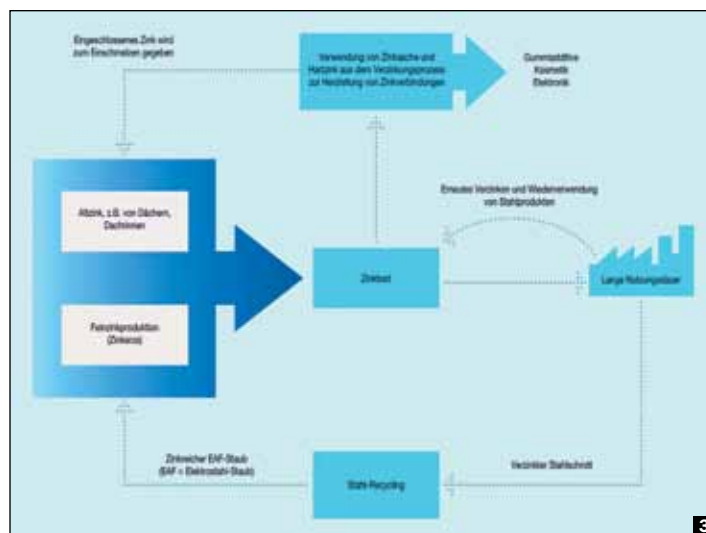 Eingeschlossenes Zink wird
zum Einschmelzen gegeben
Verwendung von Zinkasche und
Hartzink aus dem Verzinkungsprozess
zur Herstellung von Zinkverbindungen
Gummiadditive
Kosmetik
Elektronik
Altzink, z.B. von Dächern,
Dachrinnen
Erneutes Verzinken und Wiederverwendung
von Stahlprodukten
Zinkbad
Lange Nutzungsdauer
Feinzinkproduktion
(Zinkerze)
Zinkreicher EAF-Staub
(EAF = Elektrostahl-Staub)
Stahl-Recycling
Verzinkter Stahlschrott
3